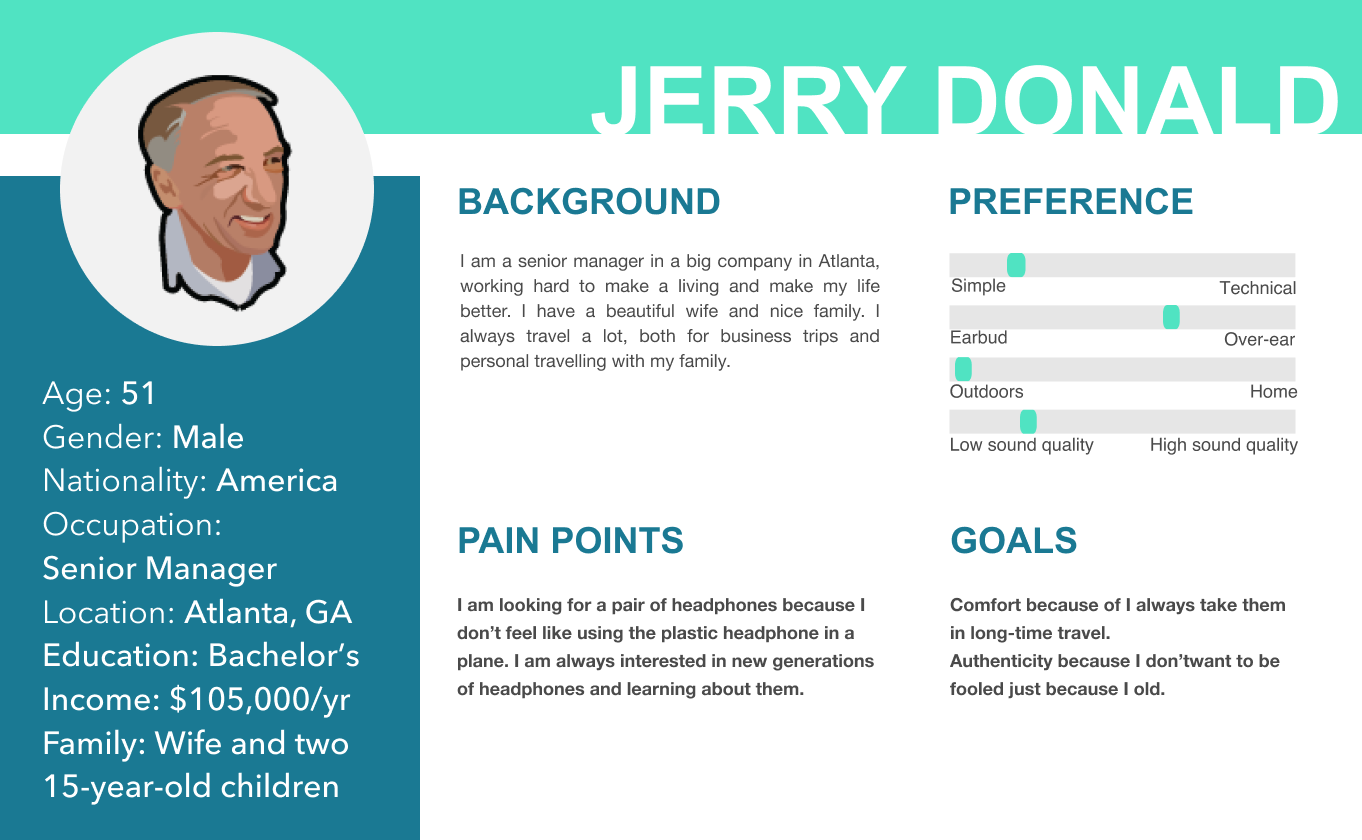 JERRY DONALD
Age: 51
Gender: Male
Nationality: America
Occupation:
Senior Manager
Location: Atlanta, GA
Education: Bachelor’s
Income: $105,000/yr
Family: Wife and two
15-year-old children
BACKGROUND
I am a senior manager in a big company in Atlanta,
working hard to make a living and make my life
better. I have a beautiful wife and nice family. I
always travel a lot, both for business trips and
personal travelling with my family.
PREFERENCE
Simple Technical
Earbud Over-ear
Outdoors Home
Low sound quality High sound quality
PAIN POINTS
I am looking for a pair of headphones because I
don’t feel like using the plastic headphone in a
plane. I am always interested in new generations
of headphones and learning about them.
GOALS
Comfort because of I always take them
in long-time travel.
Authenticity because I don’twant to be
fooled just because I old.